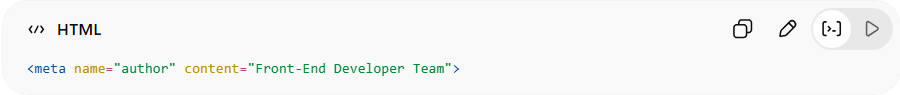 HTML
<meta name="author" content="Front-End Developer Team">